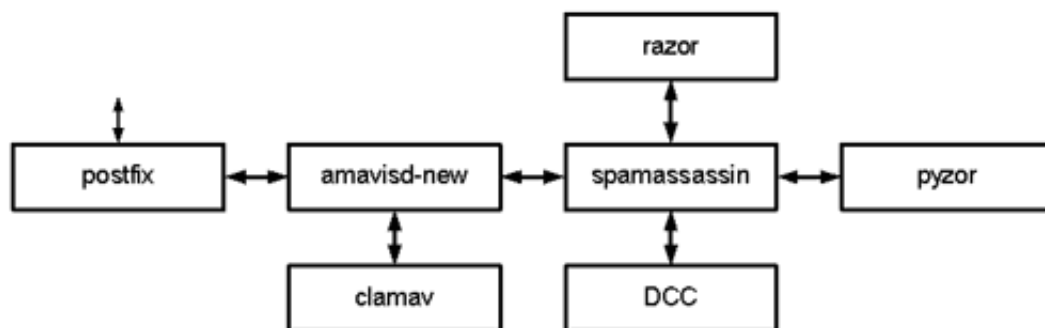 razor
postfix
amavisd-new
spamassassin
pyzor
clamav
DCC